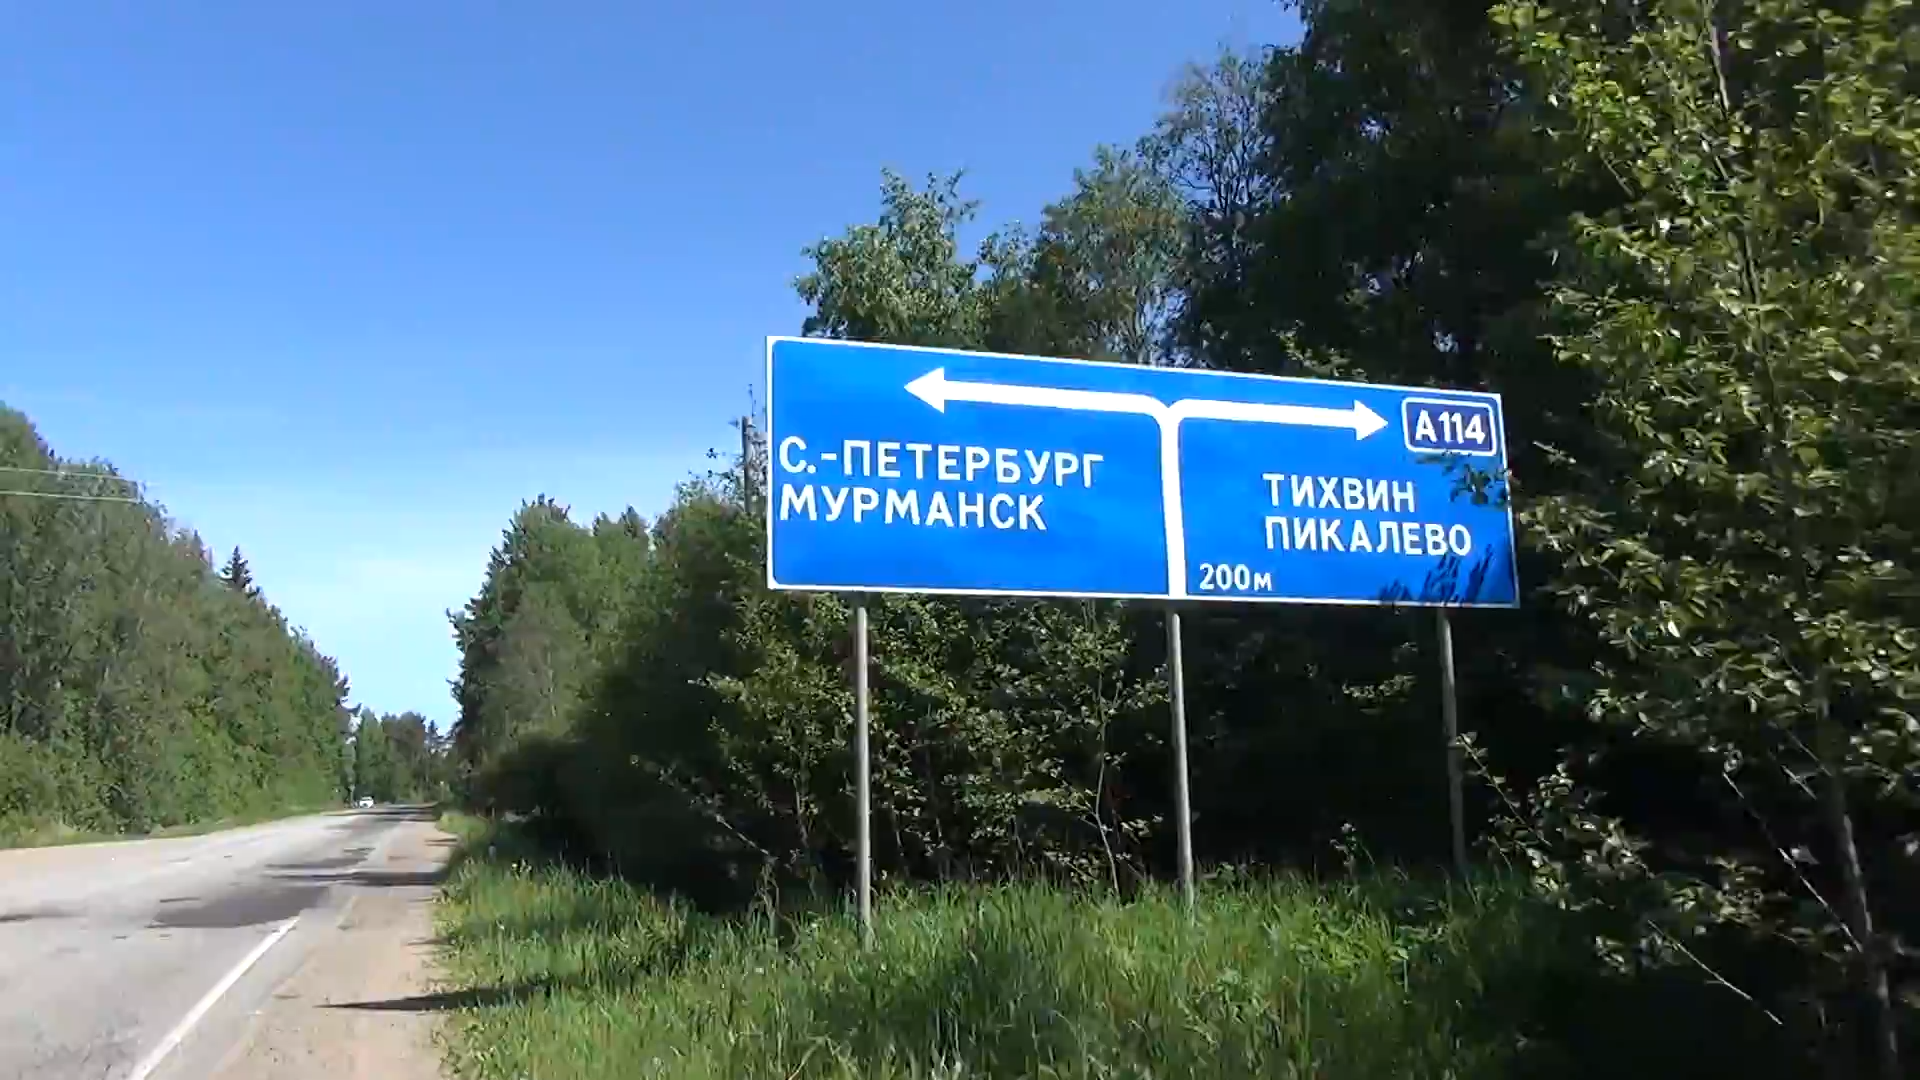 С.-ПЕТЕРБУРГ
МУРМАНСК
А114
ТИХВИН
ПИКАЛЕВО
200м